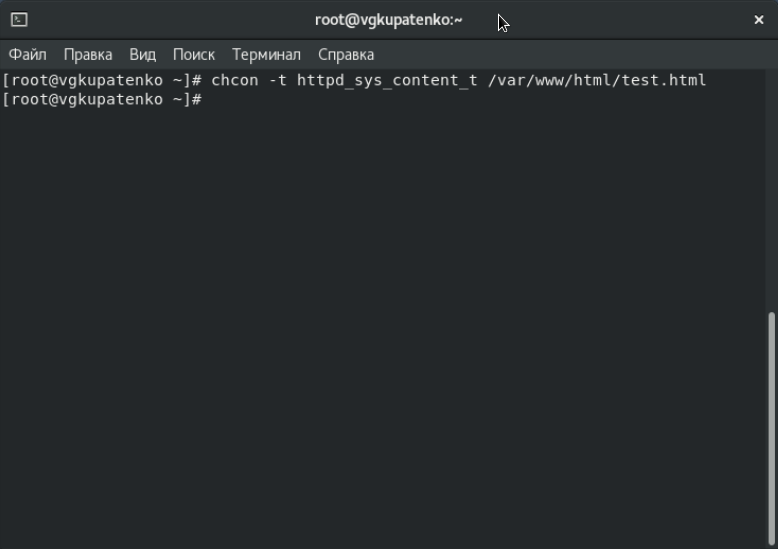 root@vgkupatenko:~
Файл Правка Вид Поиск Терминал Справка
[root@vgkupatenko ~]# chcon -t httpd_sys_content_t /var/www/html/test.html
[root@vgkupatenko ~]#